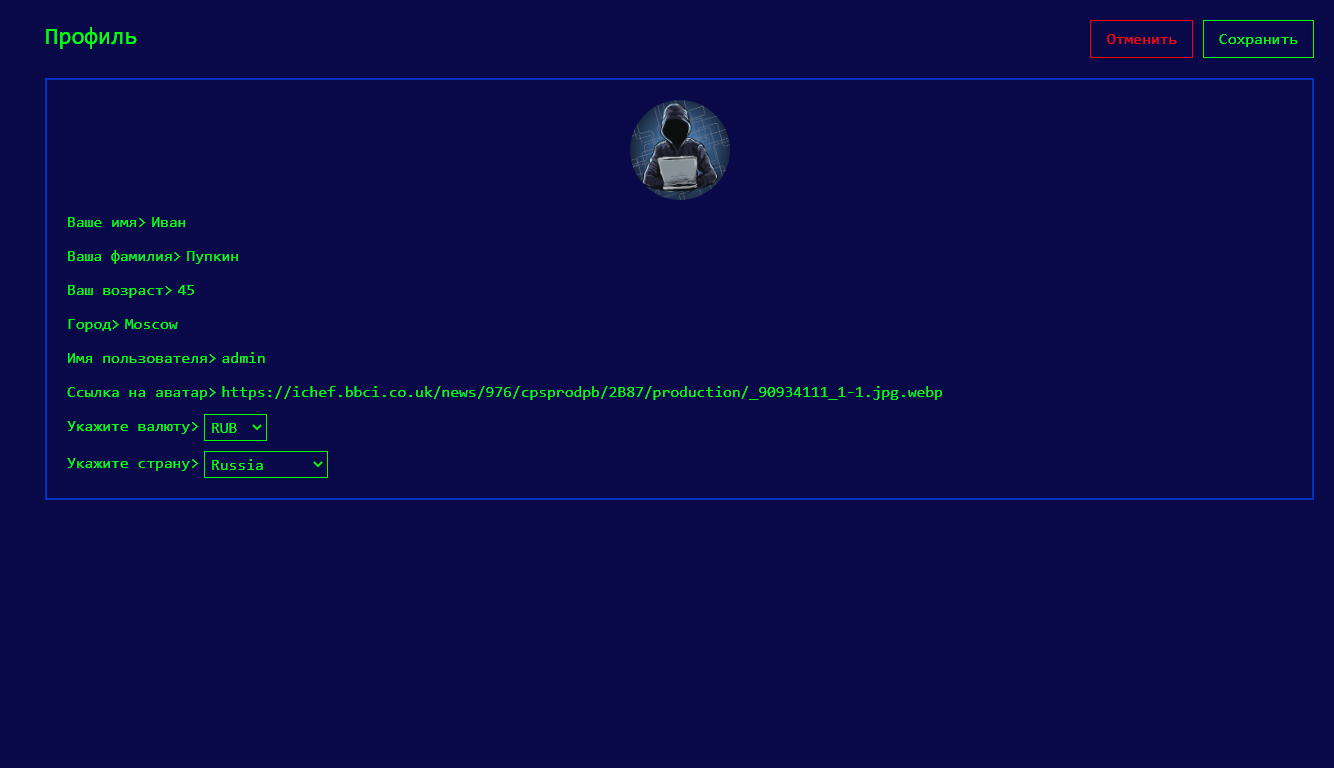 Профиль
Отменить
Сохранить
Ваше имя> Иван
Ваша фамилия> Пупкин
Ваш возраст> 45
Город> Moscow
Имя пользователя> admin
Ссылка на аватар> https://ichef.bbci.co.uk/news/976/cpsprodpb/2B87/production/_90934111_1-1.jpg.webp
Укажите валюту> RUB
Укажите страну> Russia